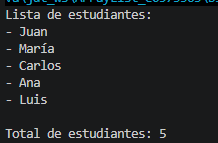 Lista de estudiantes:
- Juan
- María
- Carlos
- Ana
- Luis
Total de estudiantes: 5